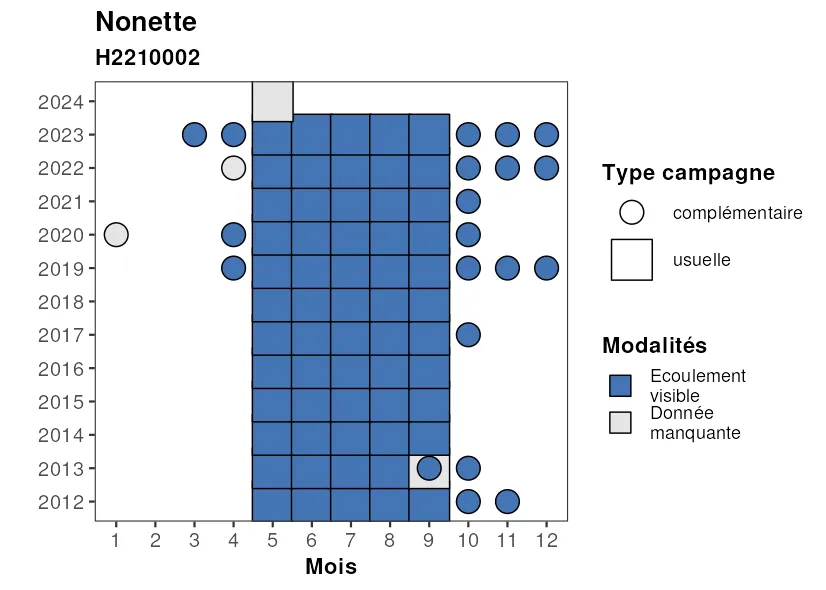 Nonette
H2210002
2024
2023
2022
2021
2020
2019
2018
2017
2016
2015
2014
2013
2012
1 2 3 4 5 6 7 8 9 10 11 12
Mois
Type campagne
complémentaire
usuelle
Modalités
Ecoulement
visible
Donnée
manquante